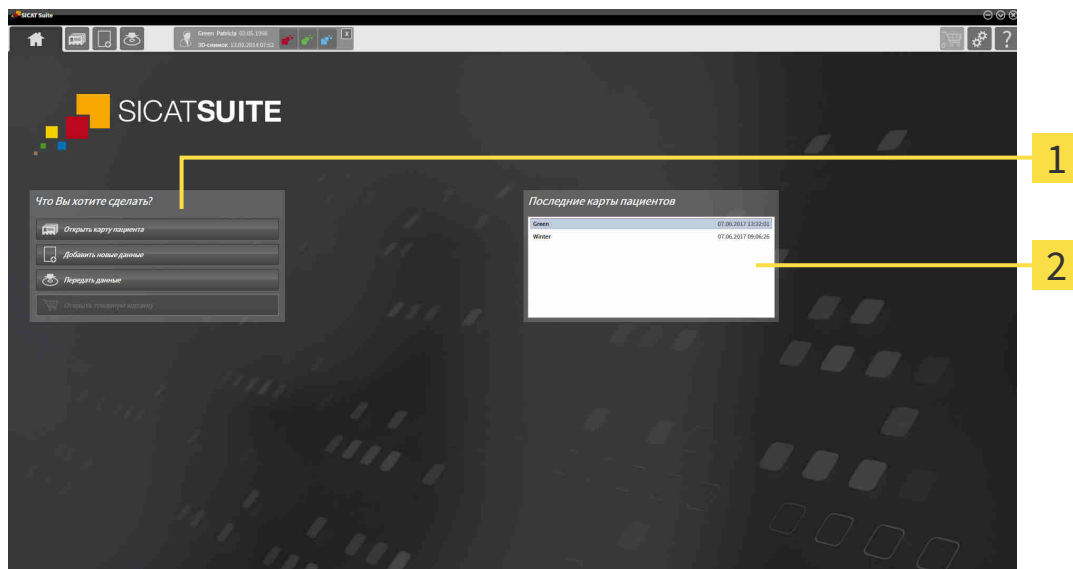 SICAT Suite
Green Patricia 02.05.1956
3D-снимок 13.02.2014 07:52
x
?
SICATSUITE
1
Что Вы хотите сделать?
Открыть карту пациента
Добавить новые данные
Передать данные
Открыть товарную корзину
Последние карты пациентов
Green 07.06.2017 13:32:01
Winter 07.06.2017 09:06:26
2